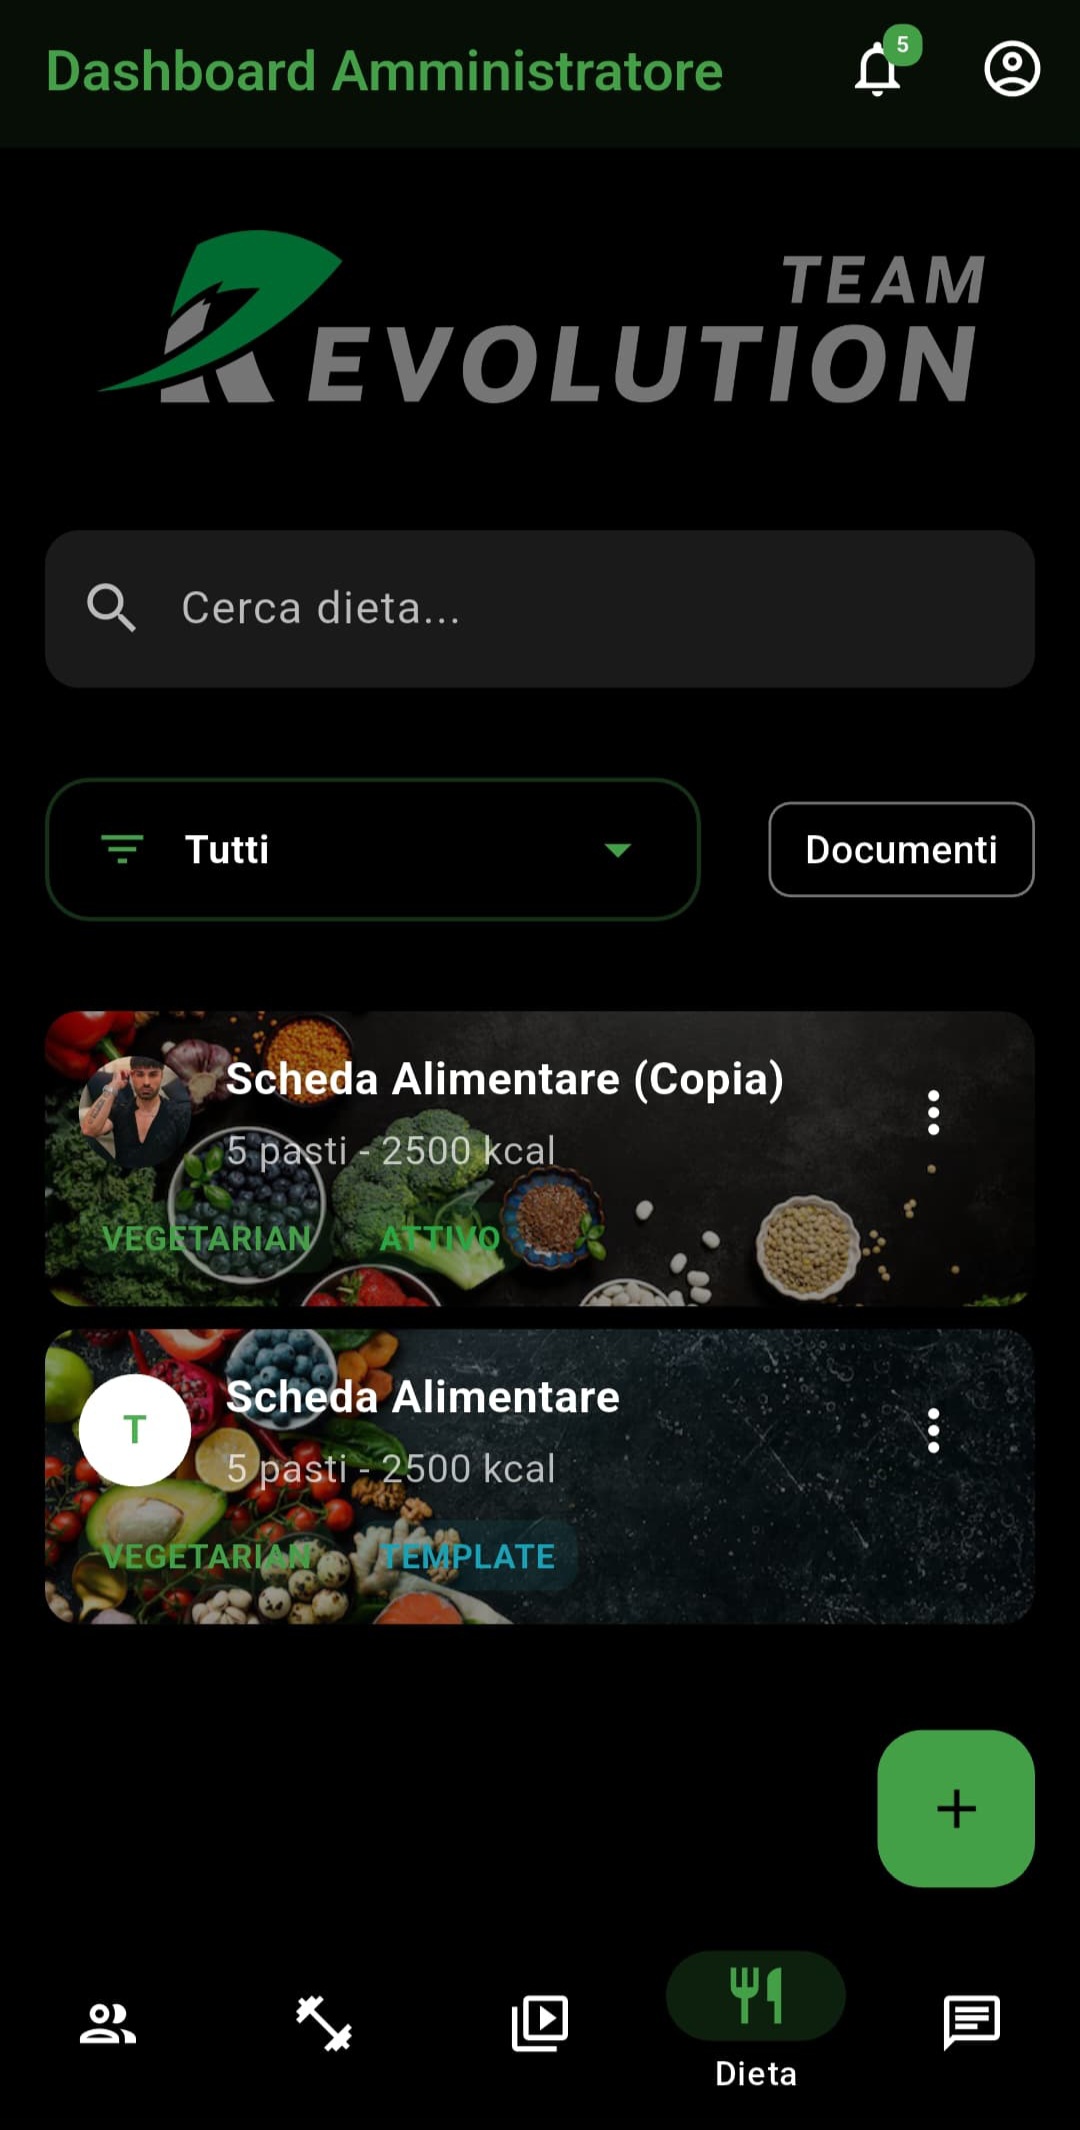 Dashboard Amministratore
5
TEAM
REVOLUTION
Cerca dieta...
Tutti
Documenti
Scheda Alimentare (Copia)
5 pasti - 2500 kcal
VEGETARIAN
ATTIVO
T
Scheda Alimentare
5 pasti - 2500 kcal
VEGETARIAN
TEMPLATE
Dieta